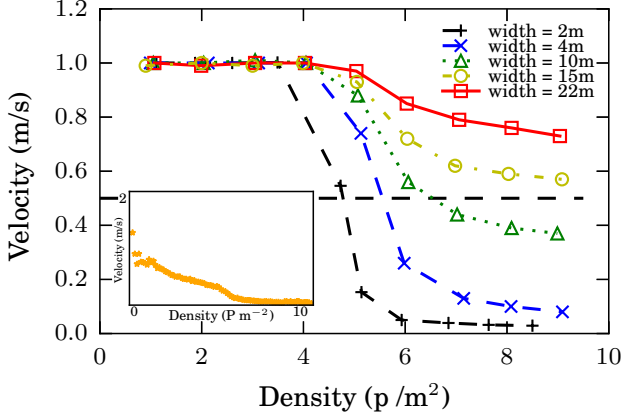 1.2
1.0
0.8
0.6
0.4
0.2
0.0
Velocity (m/s)
width = 2m
width = 4m
width = 10m
width = 15m
width = 22m
2
Velocity (m/s)
0
Density (P m−2)
10
0 2 4 6 8 10
Density (p /m²)